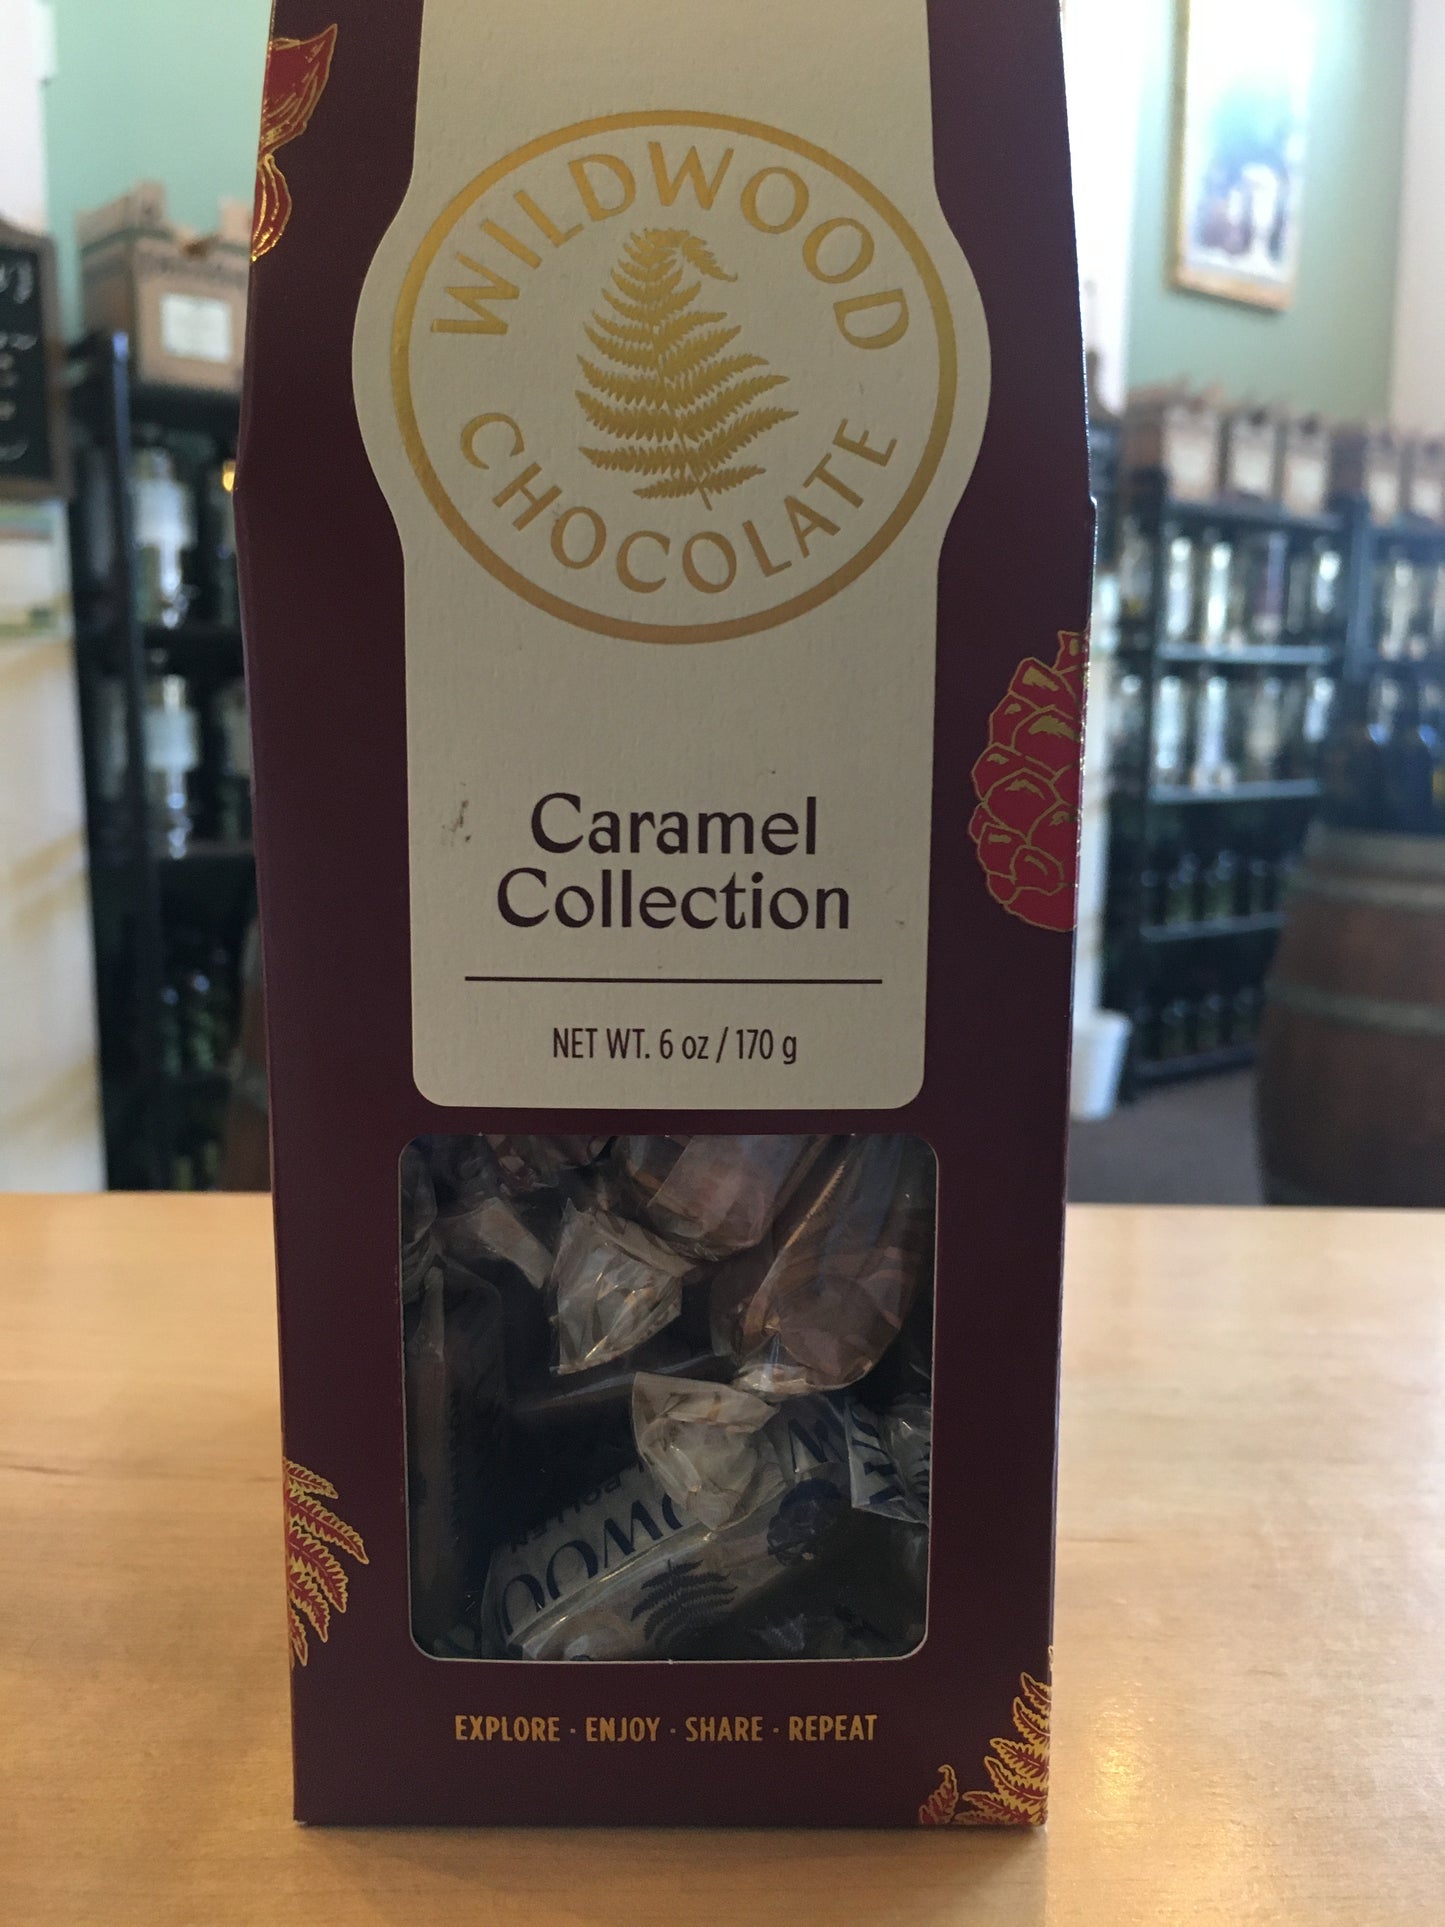 WILDWOOD
CHOCOLATE
Caramel
Collection
NET WT. 6 oz / 170 g
EXPLORE · ENJOY · SHARE · REPEAT